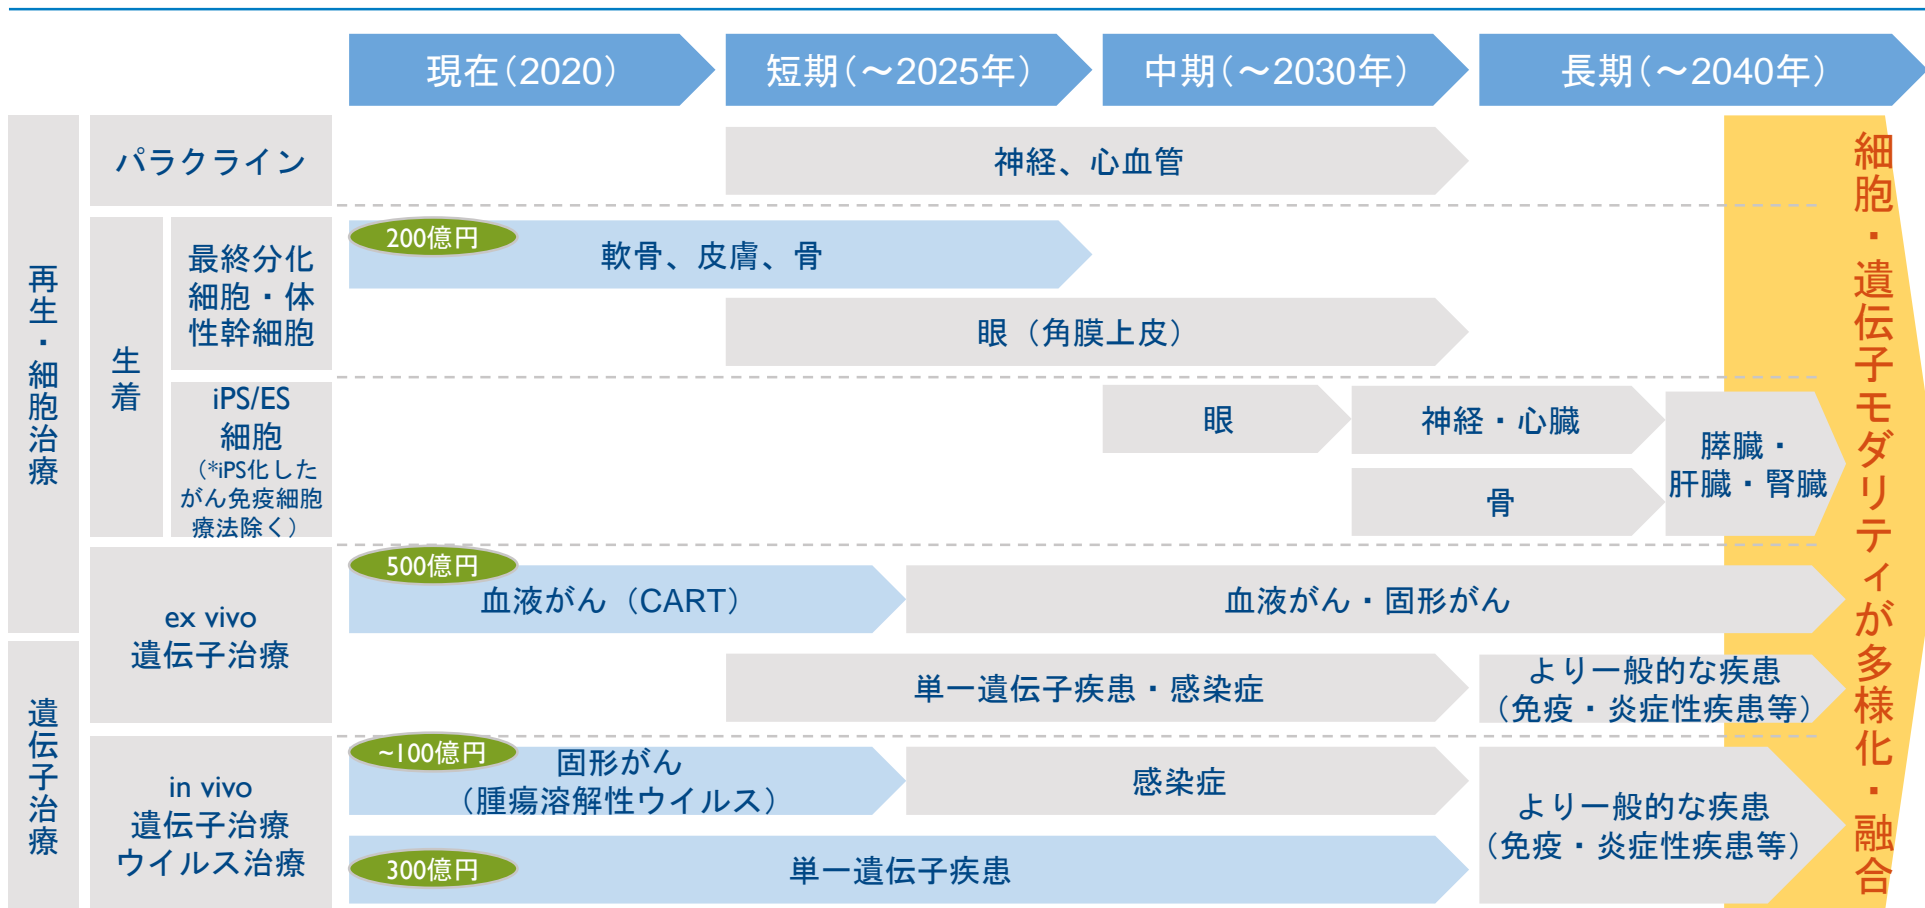 現在（2020）
短期（～2025年）
中期（～2030年）
長期（～2040年）
再生・細胞治療
パラクライン
神経、心血管
生着
最終分化
細胞・体
性幹細胞
200億円
軟骨、皮膚、骨
眼（角膜上皮）
iPS/ES
細胞
（*iPS化した
がん免疫細胞
療法除く）
眼
神経・心臓
骨
膵臓・
肝臓・腎臓
ex vivo
遺伝子治療
500億円
血液がん（CART）
血液がん・固形がん
単一遺伝子疾患・感染症
より一般的な疾患
（免疫・炎症性疾患等）
遺伝子治療
in vivo
遺伝子治療
ウイルス治療
~100億円
固形がん
（腫瘍溶解性ウイルス）
感染症
300億円
単一遺伝子疾患
より一般的な疾患
（免疫・炎症性疾患等）
細胞・遺伝子モダリティが多様化・融合